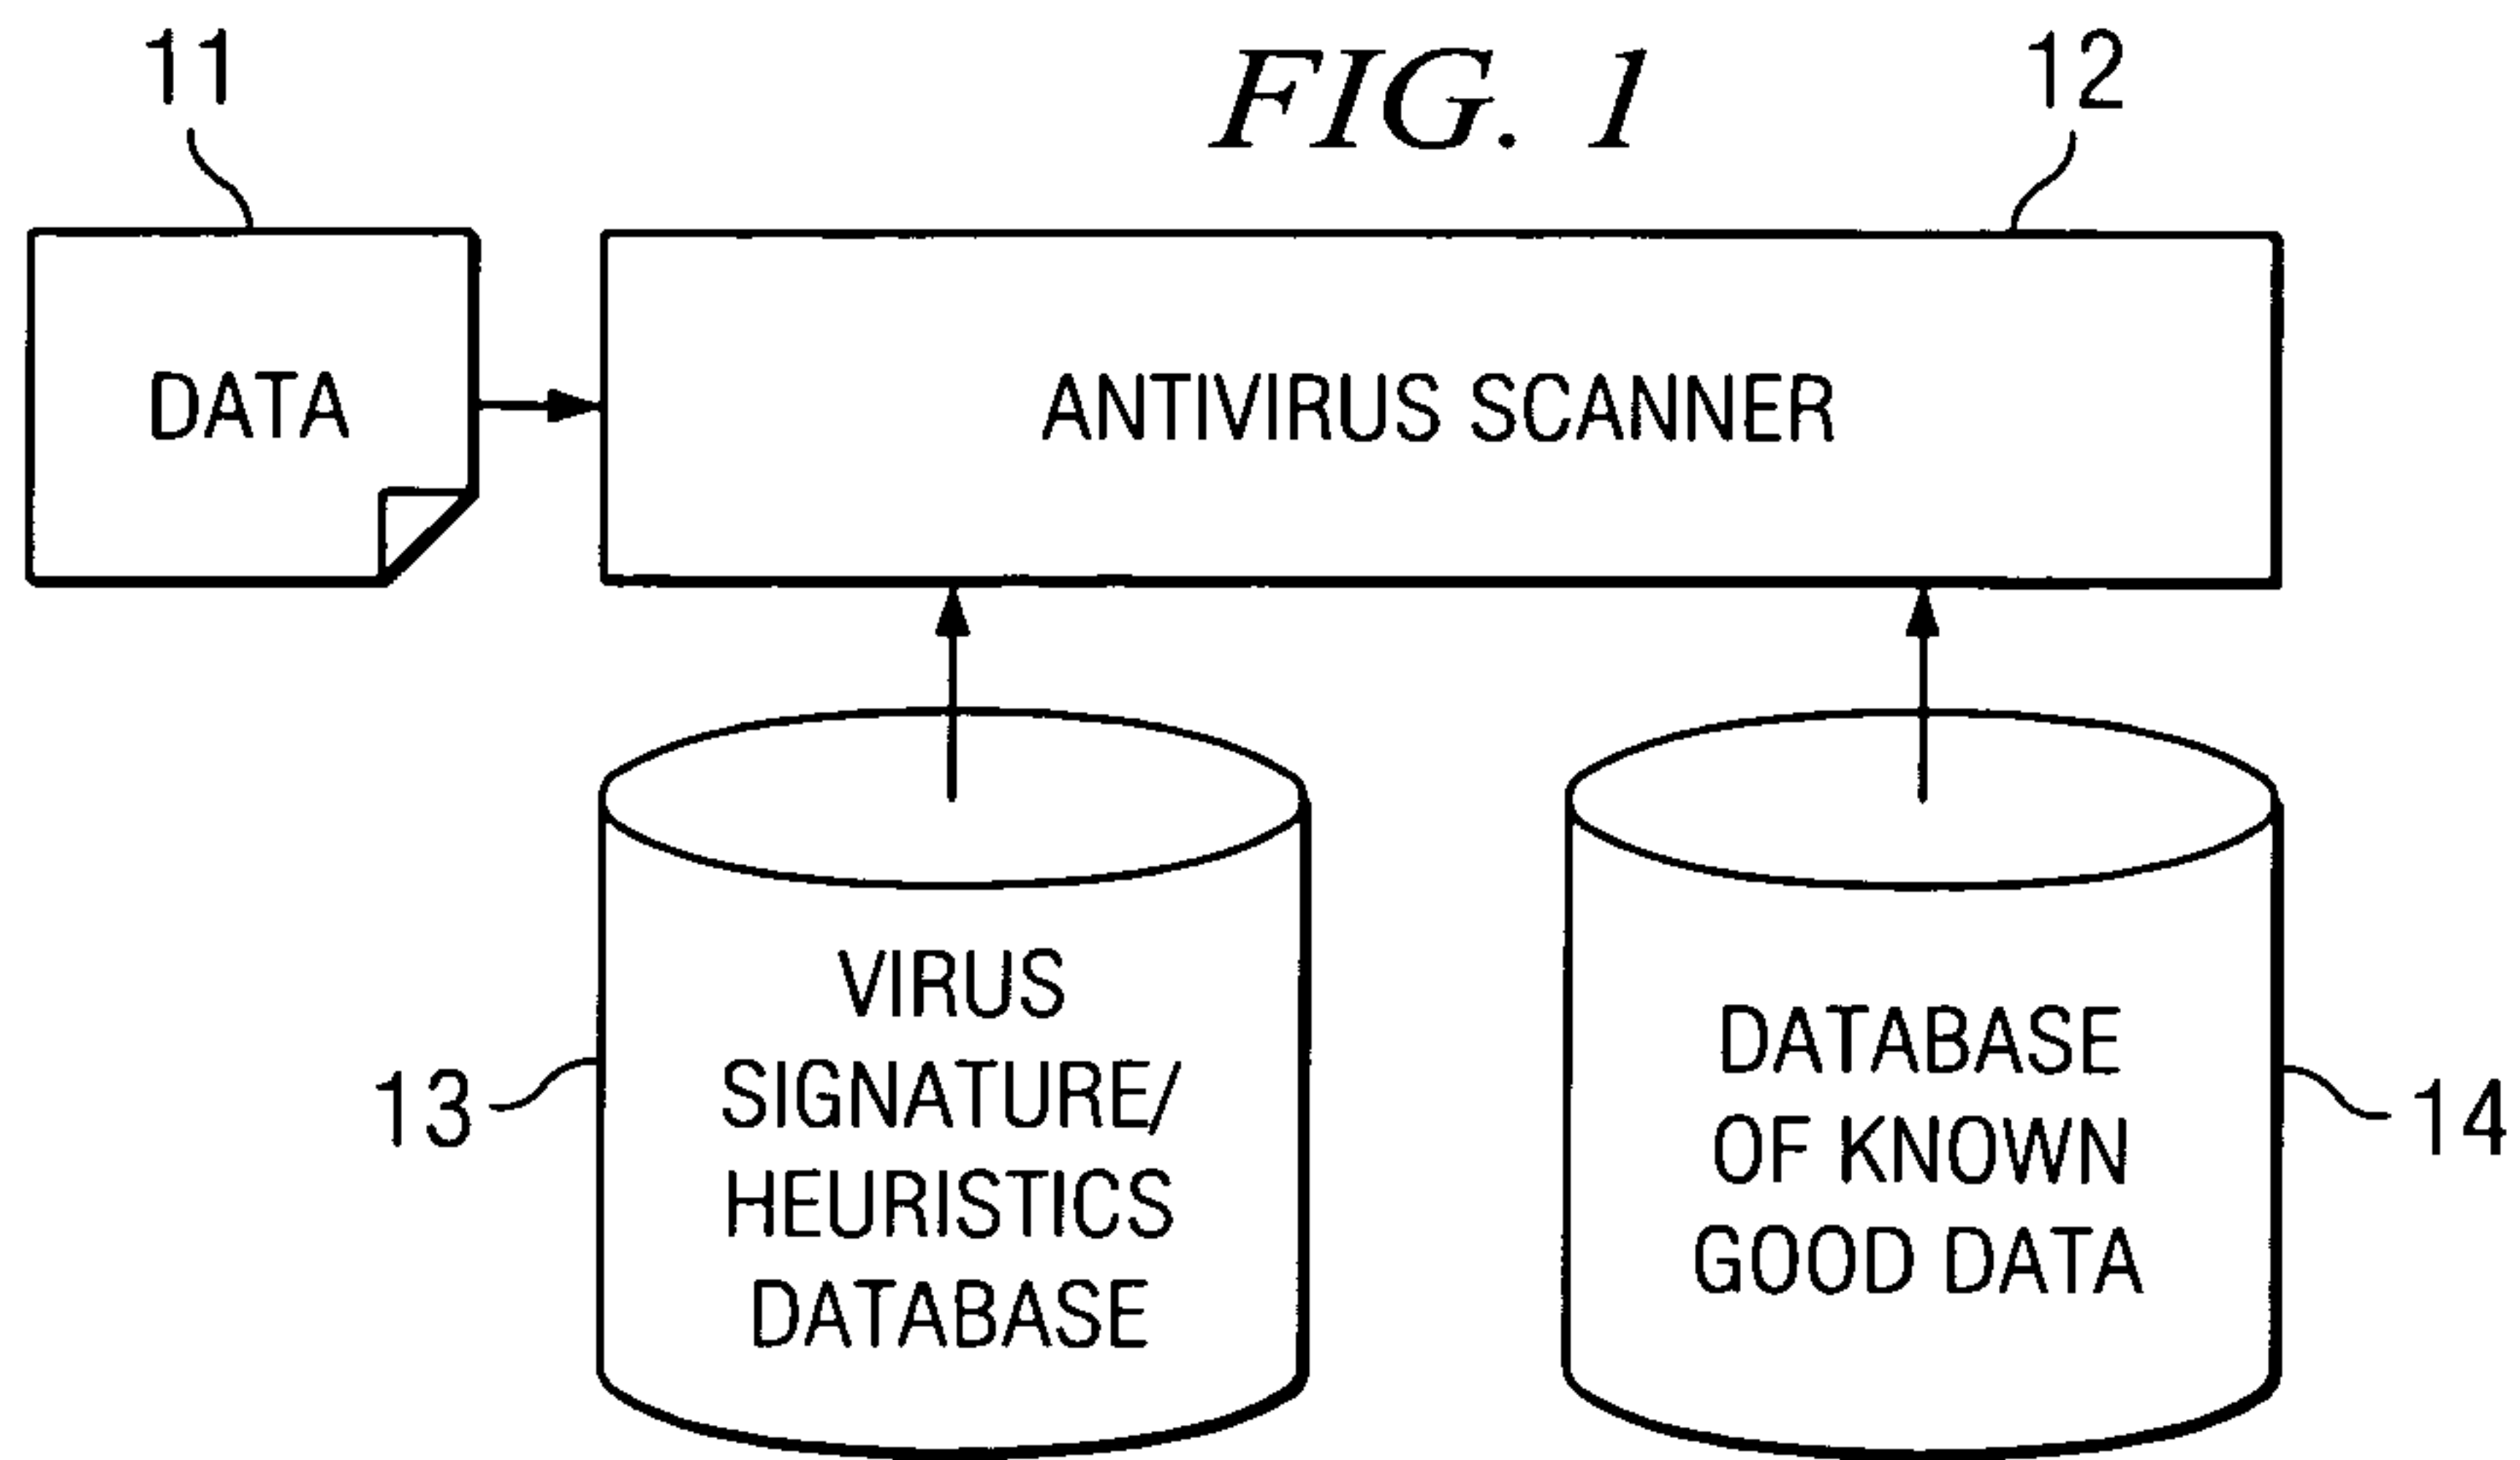 FIG. 1
11
12
DATA
ANTIVIRUS SCANNER
VIRUS
SIGNATURE/
HEURISTICS
DATABASE
13
DATABASE
OF KNOWN
GOOD DATA
14